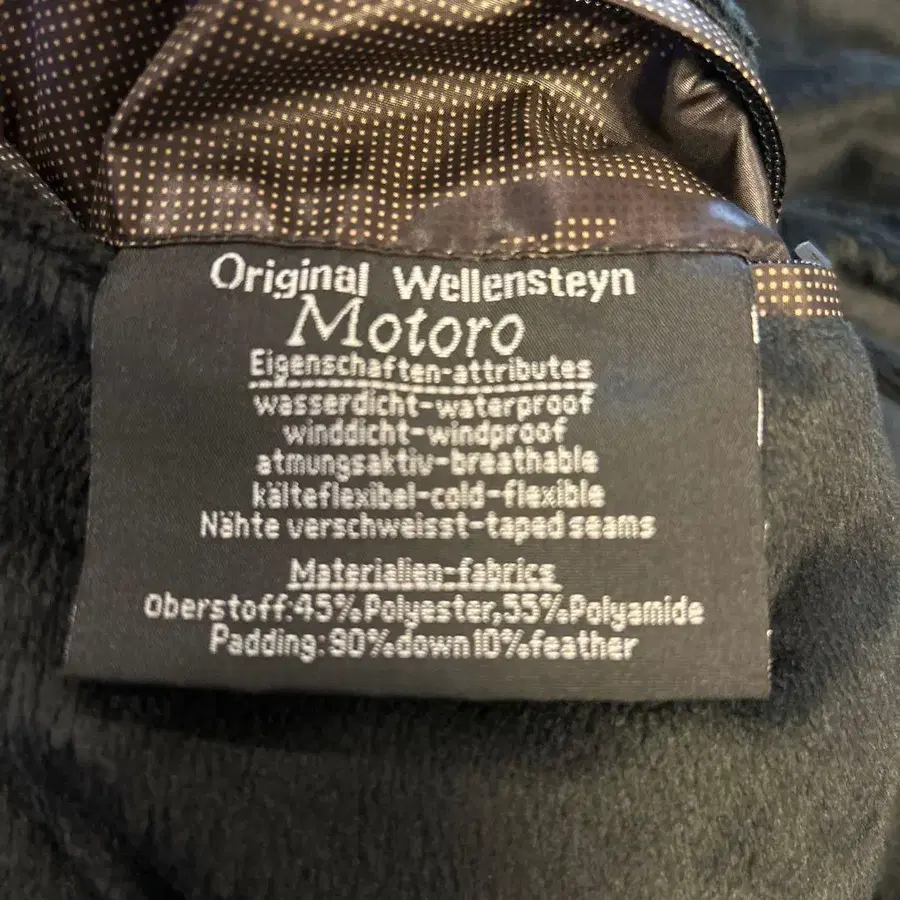 Original Wellensteyn
Motoro
Eigenschaften-attributes
wasserdicht-waterproof
winddicht-windproof
atmungsaktiv-breathable
kälteflexibel-cold-flexible
Nähte verschweisst-taped seams
Materialien-fabrics
Oberstoff:45%Polyester,55%Polyamide
Padding: 90%down10%feather